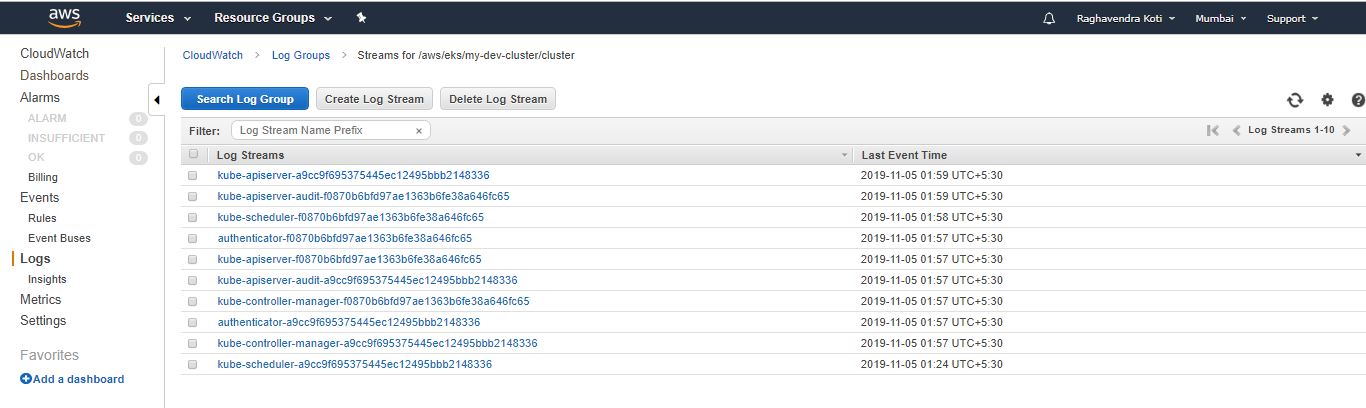 aws Services Resource Groups Raghavendra Koti Mumbai Support
CloudWatch
Dashboards
Alarms
ALARM 0
INSUFFICIENT 0
OK 0
Billing
Events
Rules
Event Buses
Logs
Insights
Metrics
Settings
Favorites
Add a dashboard
CloudWatch > Log Groups > Streams for /aws/eks/my-dev-cluster/cluster
Search Log Group Create Log Stream Delete Log Stream
Filter: Log Stream Name Prefix × Log Streams 1-10
Log Streams Last Event Time
kube-apiserver-a9cc9f695375445ec12495bbb2148336 2019-11-05 01:59 UTC+5:30
kube-apiserver-audit-f0870b6bfd97ae1363b6fe38a646fc65 2019-11-05 01:59 UTC+5:30
kube-scheduler-f0870b6bfd97ae1363b6fe38a646fc65 2019-11-05 01:58 UTC+5:30
authenticator-f0870b6bfd97ae1363b6fe38a646fc65 2019-11-05 01:57 UTC+5:30
kube-apiserver-f0870b6bfd97ae1363b6fe38a646fc65 2019-11-05 01:57 UTC+5:30
kube-apiserver-audit-a9cc9f695375445ec12495bbb2148336 2019-11-05 01:57 UTC+5:30
kube-controller-manager-f0870b6bfd97ae1363b6fe38a646fc65 2019-11-05 01:57 UTC+5:30
authenticator-a9cc9f695375445ec12495bbb2148336 2019-11-05 01:57 UTC+5:30
kube-controller-manager-a9cc9f695375445ec12495bbb2148336 2019-11-05 01:57 UTC+5:30
kube-scheduler-a9cc9f695375445ec12495bbb2148336 2019-11-05 01:24 UTC+5:30